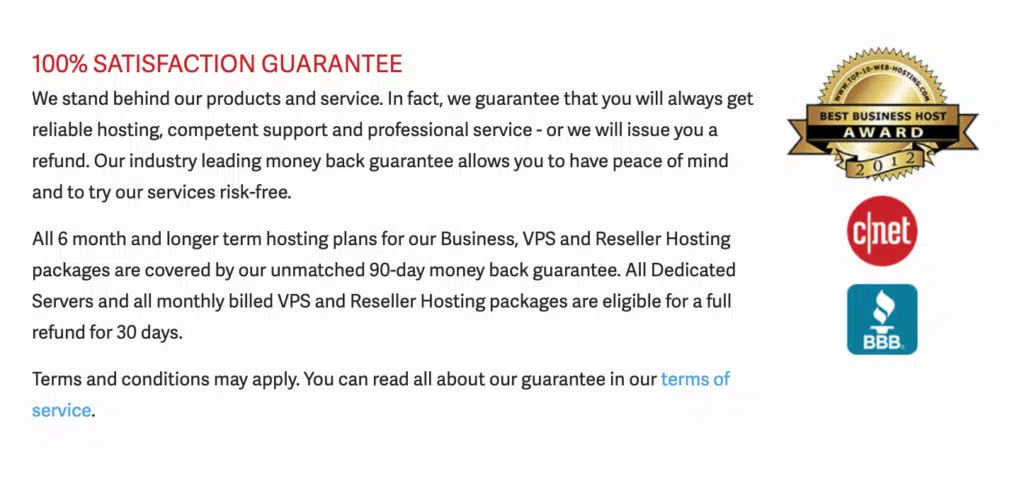 100% SATISFACTION GUARANTEE
We stand behind our products and service. In fact, we guarantee that you will always get
reliable hosting, competent support and professional service - or we will issue you a
refund. Our industry leading money back guarantee allows you to have peace of mind
and to try our services risk-free.
All 6 month and longer term hosting plans for our Business, VPS and Reseller Hosting
packages are covered by our unmatched 90-day money back guarantee. All Dedicated
Servers and all monthly billed VPS and Reseller Hosting packages are eligible for a full
refund for 30 days.
Terms and conditions may apply. You can read all about our guarantee in our terms of
service.
WWW.TOP-10-WEB-HOSTING.COM
BEST BUSINESS HOST
AWARD
2012
c|net
BBB.